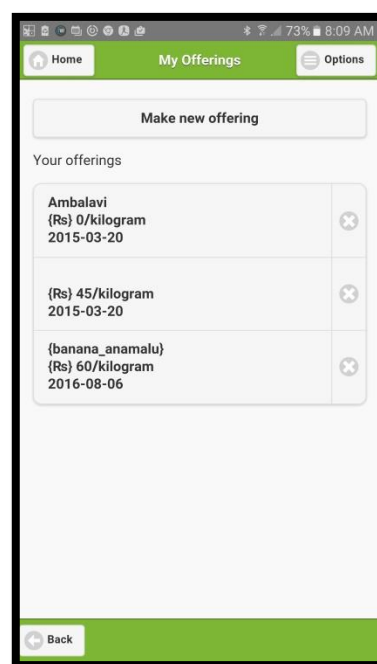 73% 8:09 AM
Home My Offerings Options
Make new offering
Your offerings
Ambalavi
{Rs} 0/kilogram
2015-03-20
{Rs} 45/kilogram
2015-03-20
{banana_anamalu}
{Rs} 60/kilogram
2016-08-06
Back